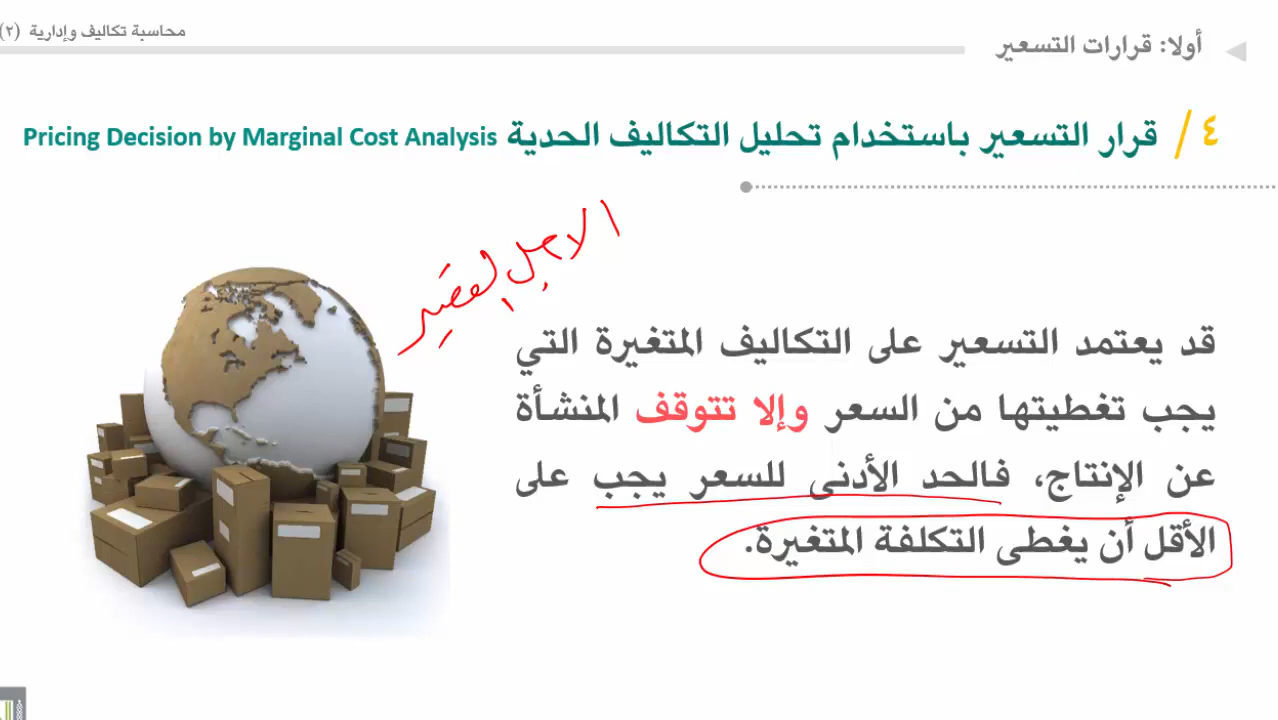 محاسبة تكاليف وإدارية (٢)
أولا: قرارات التسعير
٤/ قرار التسعير باستخدام تحليل التكاليف الحدية Pricing Decision by Marginal Cost Analysis
الاجل القصير
قد يعتمد التسعير على التكاليف المتغيرة التي
يجب تغطيتها من السعر وإلا تتوقف المنشأة
عن الإنتاج، فالحد الأدنى للسعر يجب على
الأقل أن يغطى التكلفة المتغيرة.